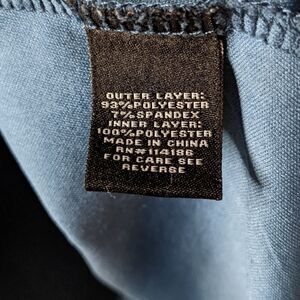 OUTER LAYER:
93%POLYESTER
7%SPANDEX
INNER LAYER:
100%POLYESTER
MADE IN CHINA
RN#114186
FOR CARE SEE
REVERSE